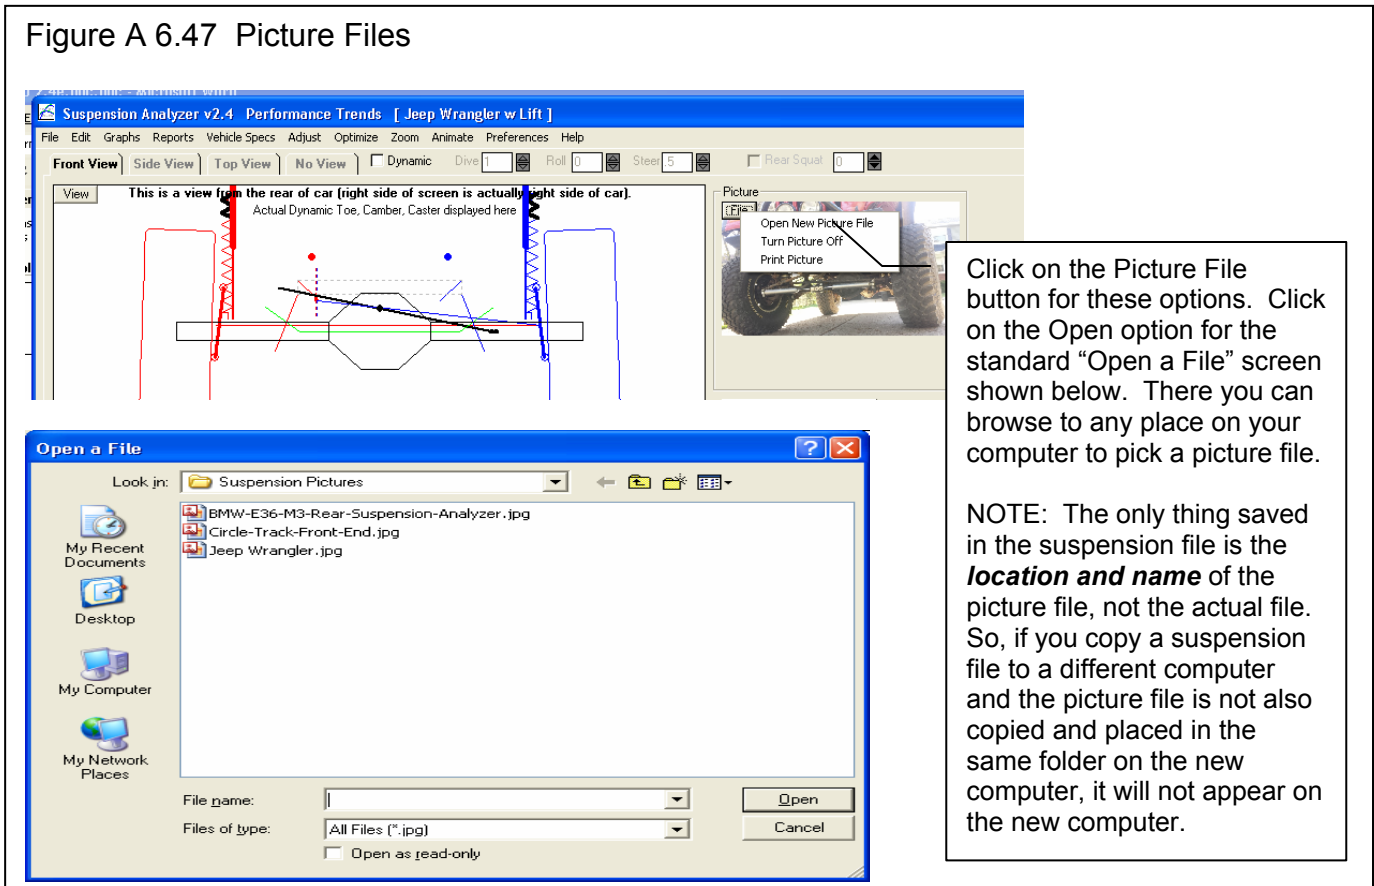 Figure A 6.47  Picture Files
Suspension Analyzer v2.4   Performance Trends   [ Jeep Wrangler w Lift ]
File  Edit  Graphs  Reports  Vehicle Specs  Adjust  Optimize  Zoom  Animate  Preferences  Help
Front View  Side View  Top View  No View  Dynamic  Dive 1  Roll 0  Steer .5  Rear Squat 0
View  This is a view from the rear of car (right side of screen is actually right side of car).
Actual Dynamic Toe, Camber, Caster displayed here
Picture
File
Open New Picture File
Turn Picture Off
Print Picture
Click on the Picture File
button for these options.  Click
on the Open option for the
standard “Open a File” screen
shown below.  There you can
browse to any place on your
computer to pick a picture file.
NOTE:  The only thing saved
in the suspension file is the
location and name of the
picture file, not the actual file.
So, if you copy a suspension
file to a different computer
and the picture file is not also
copied and placed in the
same folder on the new
computer, it will not appear on
the new computer.
Open a File
Look in: Suspension Pictures
BMW-E36-M3-Rear-Suspension-Analyzer.jpg
Circle-Track-Front-End.jpg
Jeep Wrangler.jpg
My Recent
Documents
Desktop
My Computer
My Network
Places
File name:  Open
Files of type: All Files (*.jpg)  Cancel
Open as read-only